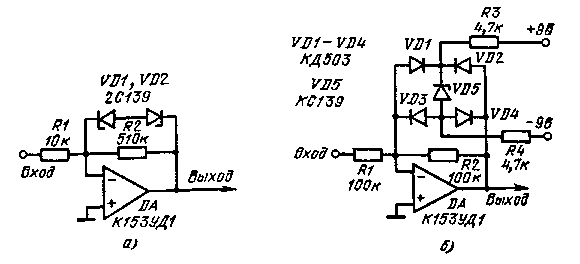 VD1, VD2
2С139
R1
10к
R2
510к
Вход
DA
К153УД1
Выход
а)
VD1-VD4
КД503
VD5
КС139
R3
4,7к
+9В
VD1
VD2
VD5
VD3
VD4
-9В
R4
4,7к
Вход
R1
100к
R2
100к
DA
К153УД1
Выход
б)